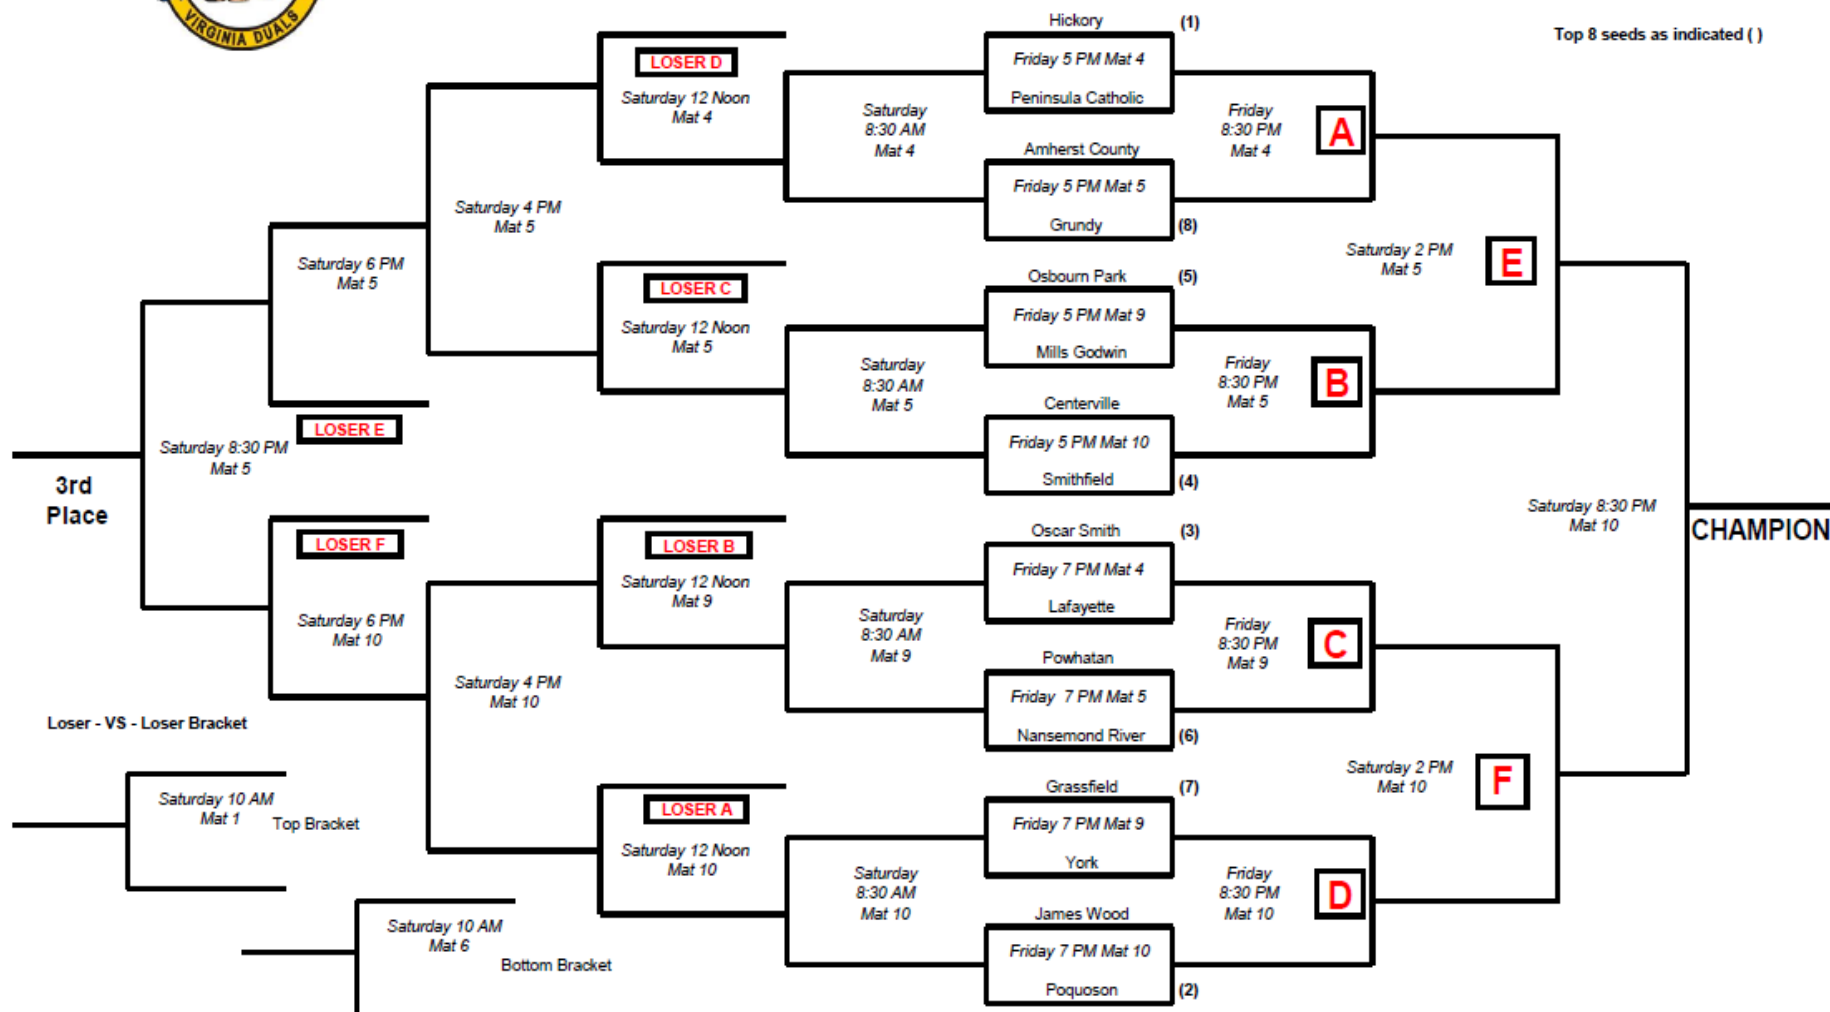 VIRGINIA DUALS
Top 8 seeds as indicated ( )
Hickory (1)
Friday 5 PM Mat 4
Peninsula Catholic
Amherst County
Friday 5 PM Mat 5
Grundy (8)
Osbourn Park (5)
Friday 5 PM Mat 9
Mills Godwin
Centerville
Friday 5 PM Mat 10
Smithfield (4)
Oscar Smith (3)
Friday 7 PM Mat 4
Lafayette
Powhatan
Friday 7 PM Mat 5
Nansemond River (6)
Grassfield (7)
Friday 7 PM Mat 9
York
James Wood
Friday 7 PM Mat 10
Poquoson (2)
Friday
8:30 PM
Mat 4
A
Friday
8:30 PM
Mat 5
B
Friday
8:30 PM
Mat 9
C
Friday
8:30 PM
Mat 10
D
Saturday 2 PM
Mat 5
E
Saturday 2 PM
Mat 10
F
Saturday 8:30 PM
Mat 10
CHAMPION
Saturday
8:30 AM
Mat 4
Saturday
8:30 AM
Mat 5
Saturday
8:30 AM
Mat 9
Saturday
8:30 AM
Mat 10
LOSER D
Saturday 12 Noon
Mat 4
LOSER C
Saturday 12 Noon
Mat 5
LOSER B
Saturday 12 Noon
Mat 9
LOSER A
Saturday 12 Noon
Mat 10
Saturday 4 PM
Mat 5
Saturday 4 PM
Mat 10
Saturday 6 PM
Mat 5
LOSER E
LOSER F
Saturday 6 PM
Mat 10
Saturday 8:30 PM
Mat 5
3rd
Place
Loser - VS - Loser Bracket
Saturday 10 AM
Mat 1
Top Bracket
Saturday 10 AM
Mat 6
Bottom Bracket